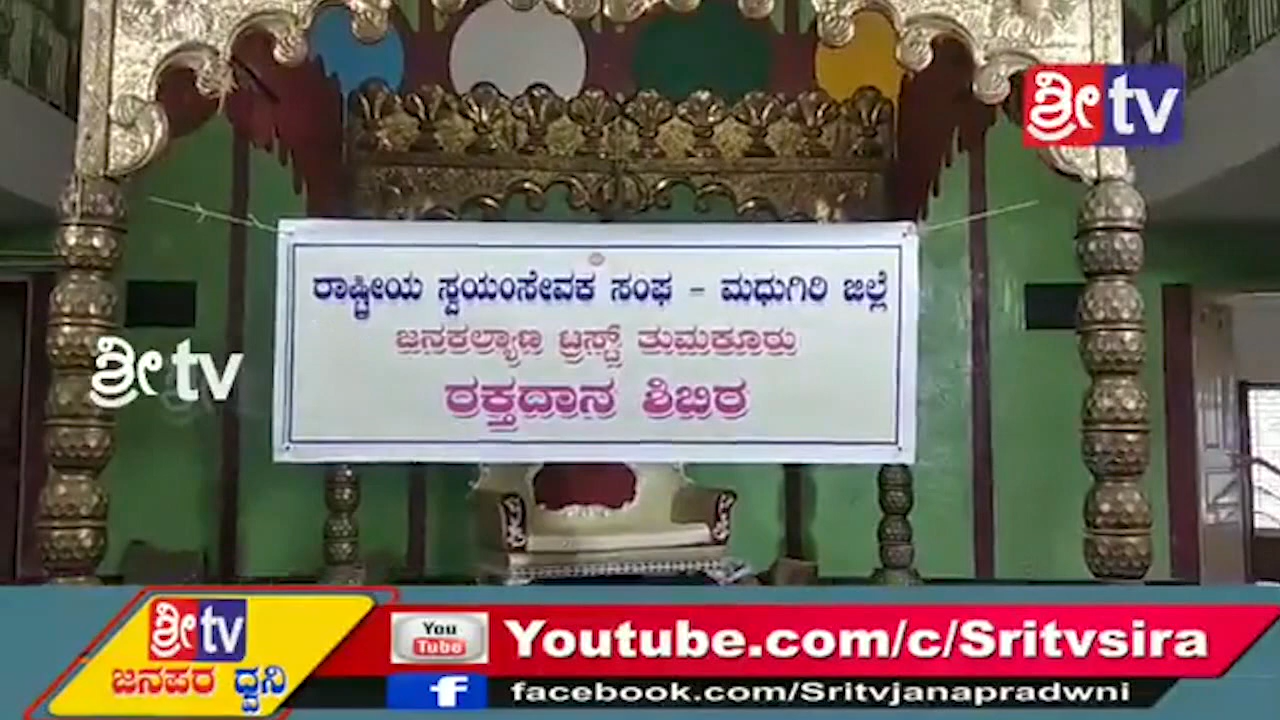 ಶ್ರೀ tv
ರಾಷ್ಟ್ರೀಯ ಸ್ವಯಂಸೇವಕ ಸಂಘ - ಮಧುಗಿರಿ ಜಿಲ್ಲೆ
ಜನಕಲ್ಯಾಣ ಟ್ರಸ್ಟ್ ತುಮಕೂರು
ಶ್ರೀ tv
ರಕ್ತದಾನ ಶಿಬಿರ
ಶ್ರೀ tv
ಜನಪರ ಧ್ವನಿ
You Tube
Youtube.com/c/Sritvsira
f
facebook.com/Sritvjanapradwni